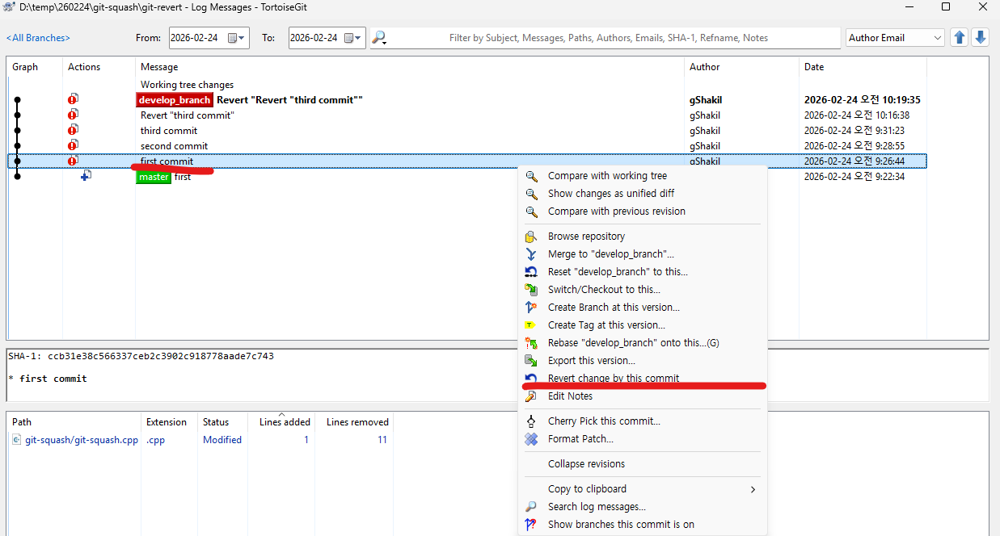 D:\temp\260224\git-squash\git-revert - Log Messages - TortoiseGit
<All Branches> From: 2026-02-24 To: 2026-02-24 Filter by Subject, Messages, Paths, Authors, Emails, SHA-1, Refname, Notes Author Email
Graph Actions Message Author Date
Working tree changes
develop_branch Revert "Revert "third commit"" gShakil 2026-02-24 오전 10:19:35
Revert "third commit" gShakil 2026-02-24 오전 10:16:38
third commit gShakil 2026-02-24 오전 9:31:23
second commit gShakil 2026-02-24 오전 9:28:55
first commit gShakil 2026-02-24 오전 9:26:44
master first 2026-02-24 오전 9:22:34
Compare with working tree
Show changes as unified diff
Compare with previous revision
Browse repository
Merge to "develop_branch"...
Reset "develop_branch" to this...
Switch/Checkout to this...
Create Branch at this version...
Create Tag at this version...
Rebase "develop_branch" onto this...(G)
Export this version...
Revert change by this commit
Edit Notes
Cherry Pick this commit...
Format Patch...
Collapse revisions
Copy to clipboard
Search log messages...
Show branches this commit is on
SHA-1: ccb31e38c566337ceb2c3902c918778aade7c743
* first commit
Path Extension Status Lines added Lines removed
git-squash/git-squash.cpp .cpp Modified 1 11